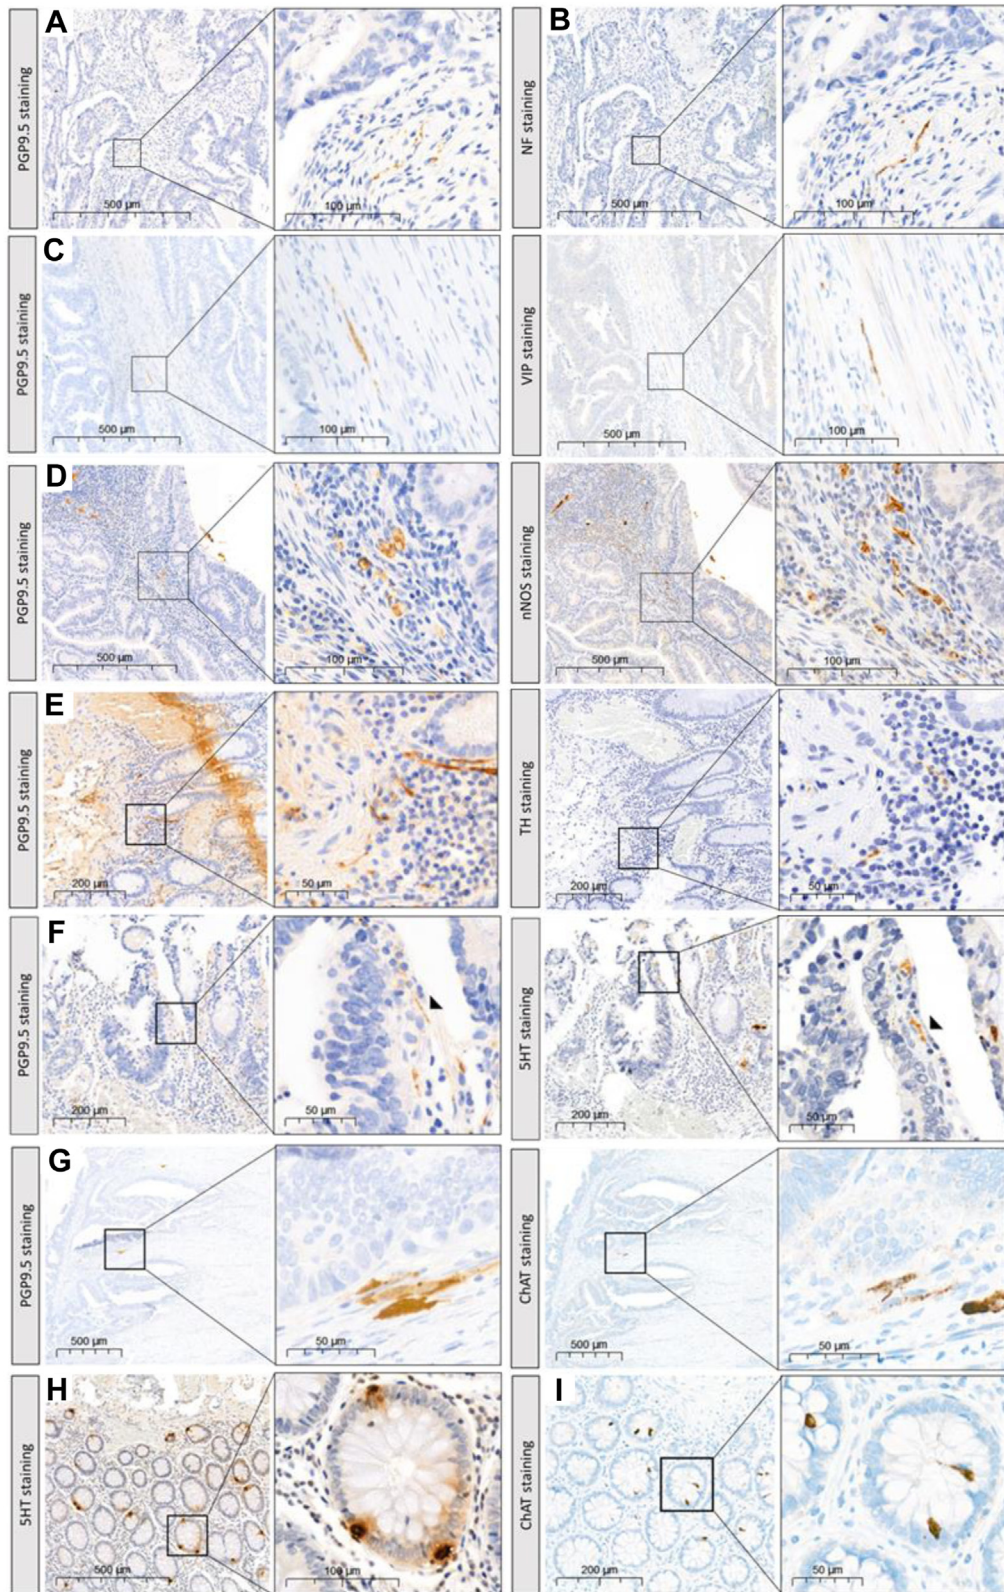 A
PGP9.5 staining
500 µm
100 µm
B
NF staining
500 µm
100 µm
C
PGP9.5 staining
500 µm
100 µm
VIP staining
500 µm
100 µm
D
PGP9.5 staining
500 µm
100 µm
nNOS staining
500 µm
100 µm
E
PGP9.5 staining
200 µm
50 µm
TH staining
200 µm
50 µm
F
PGP9.5 staining
200 µm
50 µm
5HT staining
200 µm
50 µm
G
PGP9.5 staining
500 µm
50 µm
ChAT staining
500 µm
50 µm
H
5HT staining
500 µm
100 µm
I
ChAT staining
200 µm
50 µm